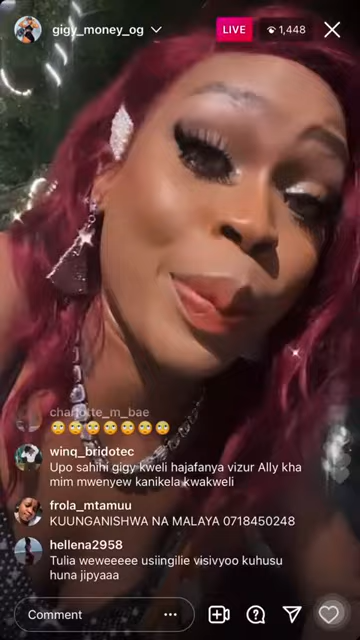 gigy_money_og
LIVE
1,448
charlotte_m_bae
🙄🙄🙄🙄🙄🙄🙄
winq_bridotec
Upo sahihi gigy kweli hajafanya vizur Ally kha
mim mwenyew kanikela kwakweli
frola_mtamuu
KUUNGANISHWA NA MALAYA 0718450248
hellena2958
Tulia weweeeee usiingilie visivyoo kuhusu
huna jipyaaa
Comment